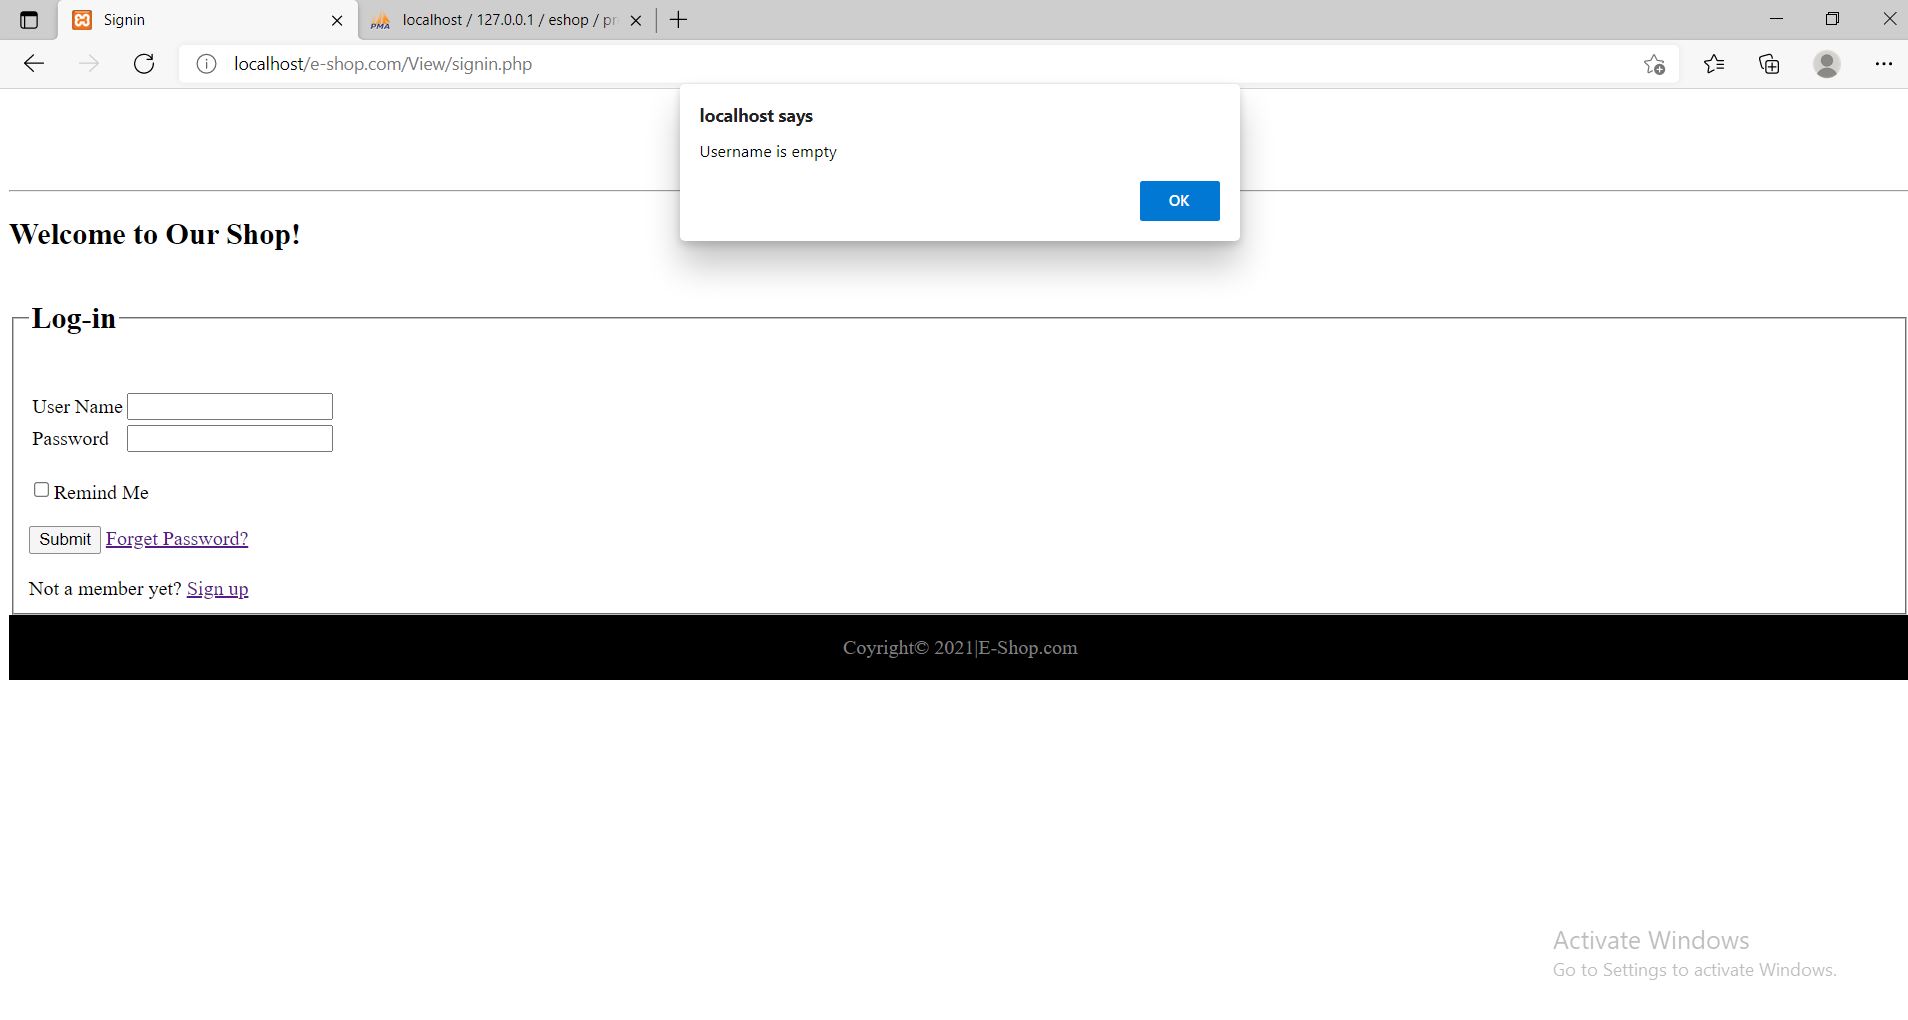 Signin
localhost / 127.0.0.1 / eshop / pr
localhost/e-shop.com/View/signin.php
localhost says
Username is empty
OK
Welcome to Our Shop!
Log-in
User Name
Password
Remind Me
Submit Forget Password?
Not a member yet? Sign up
Coyright© 2021|E-Shop.com
Activate Windows
Go to Settings to activate Windows.